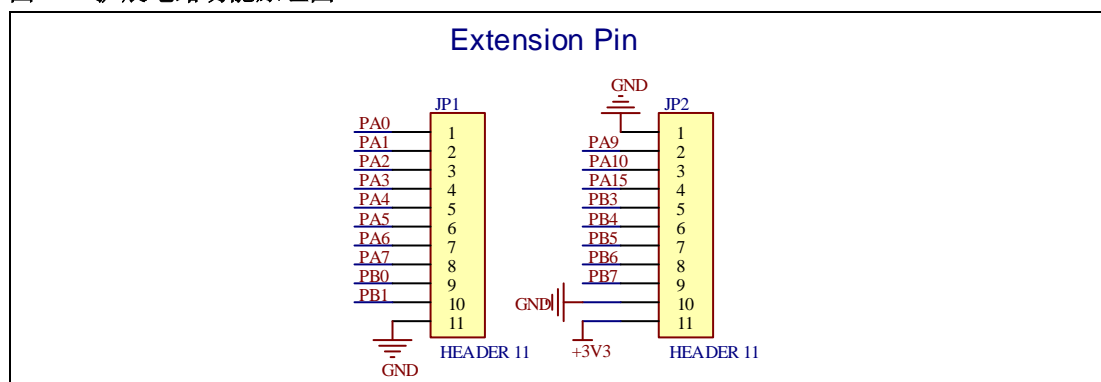 Extension Pin
JP1
PA0 1
PA1 2
PA2 3
PA3 4
PA4 5
PA5 6
PA6 7
PA7 8
PB0 9
PB1 10
11
GND
HEADER 11
GND
JP2
1
PA9 2
PA10 3
PA15 4
PB3 5
PB4 6
PB5 7
PB6 8
PB7 9
GND 10
11
+3V3
HEADER 11